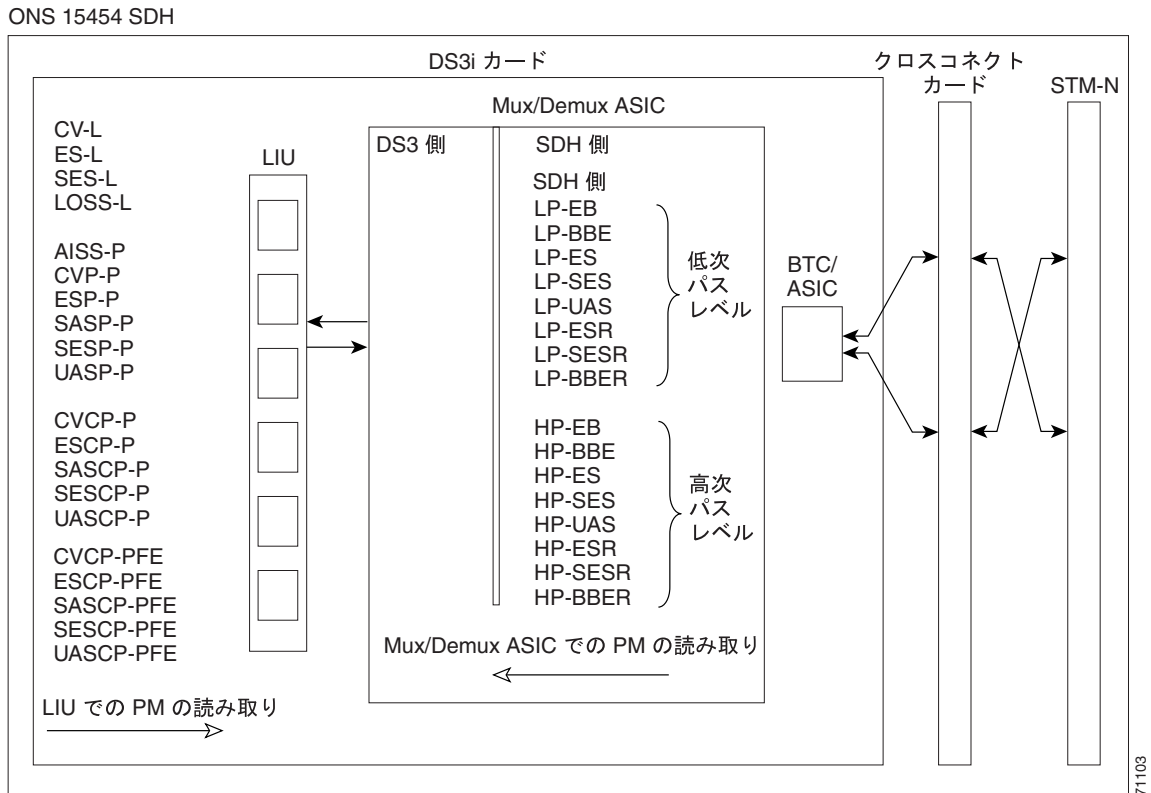 ONS 15454 SDH
DS3i カード
クロスコネクト
カード
STM-N
Mux/Demux ASIC
CV-L
ES-L
SES-L
LOSS-L
AISS-P
CVP-P
ESP-P
SASP-P
SESP-P
UASP-P
CVCP-P
ESCP-P
SASCP-P
SESCP-P
UASCP-P
CVCP-PFE
ESCP-PFE
SASCP-PFE
SESCP-PFE
UASCP-PFE
LIU での PM の読み取り
LIU
DS3 側
SDH 側
SDH 側
LP-EB
LP-BBE
LP-ES
LP-SES
LP-UAS
LP-ESR
LP-SESR
LP-BBER
低次
パス
レベル
HP-EB
HP-BBE
HP-ES
HP-SES
HP-UAS
HP-ESR
HP-SESR
HP-BBER
高次
パス
レベル
Mux/Demux ASIC での PM の読み取り
BTC/
ASIC
71103